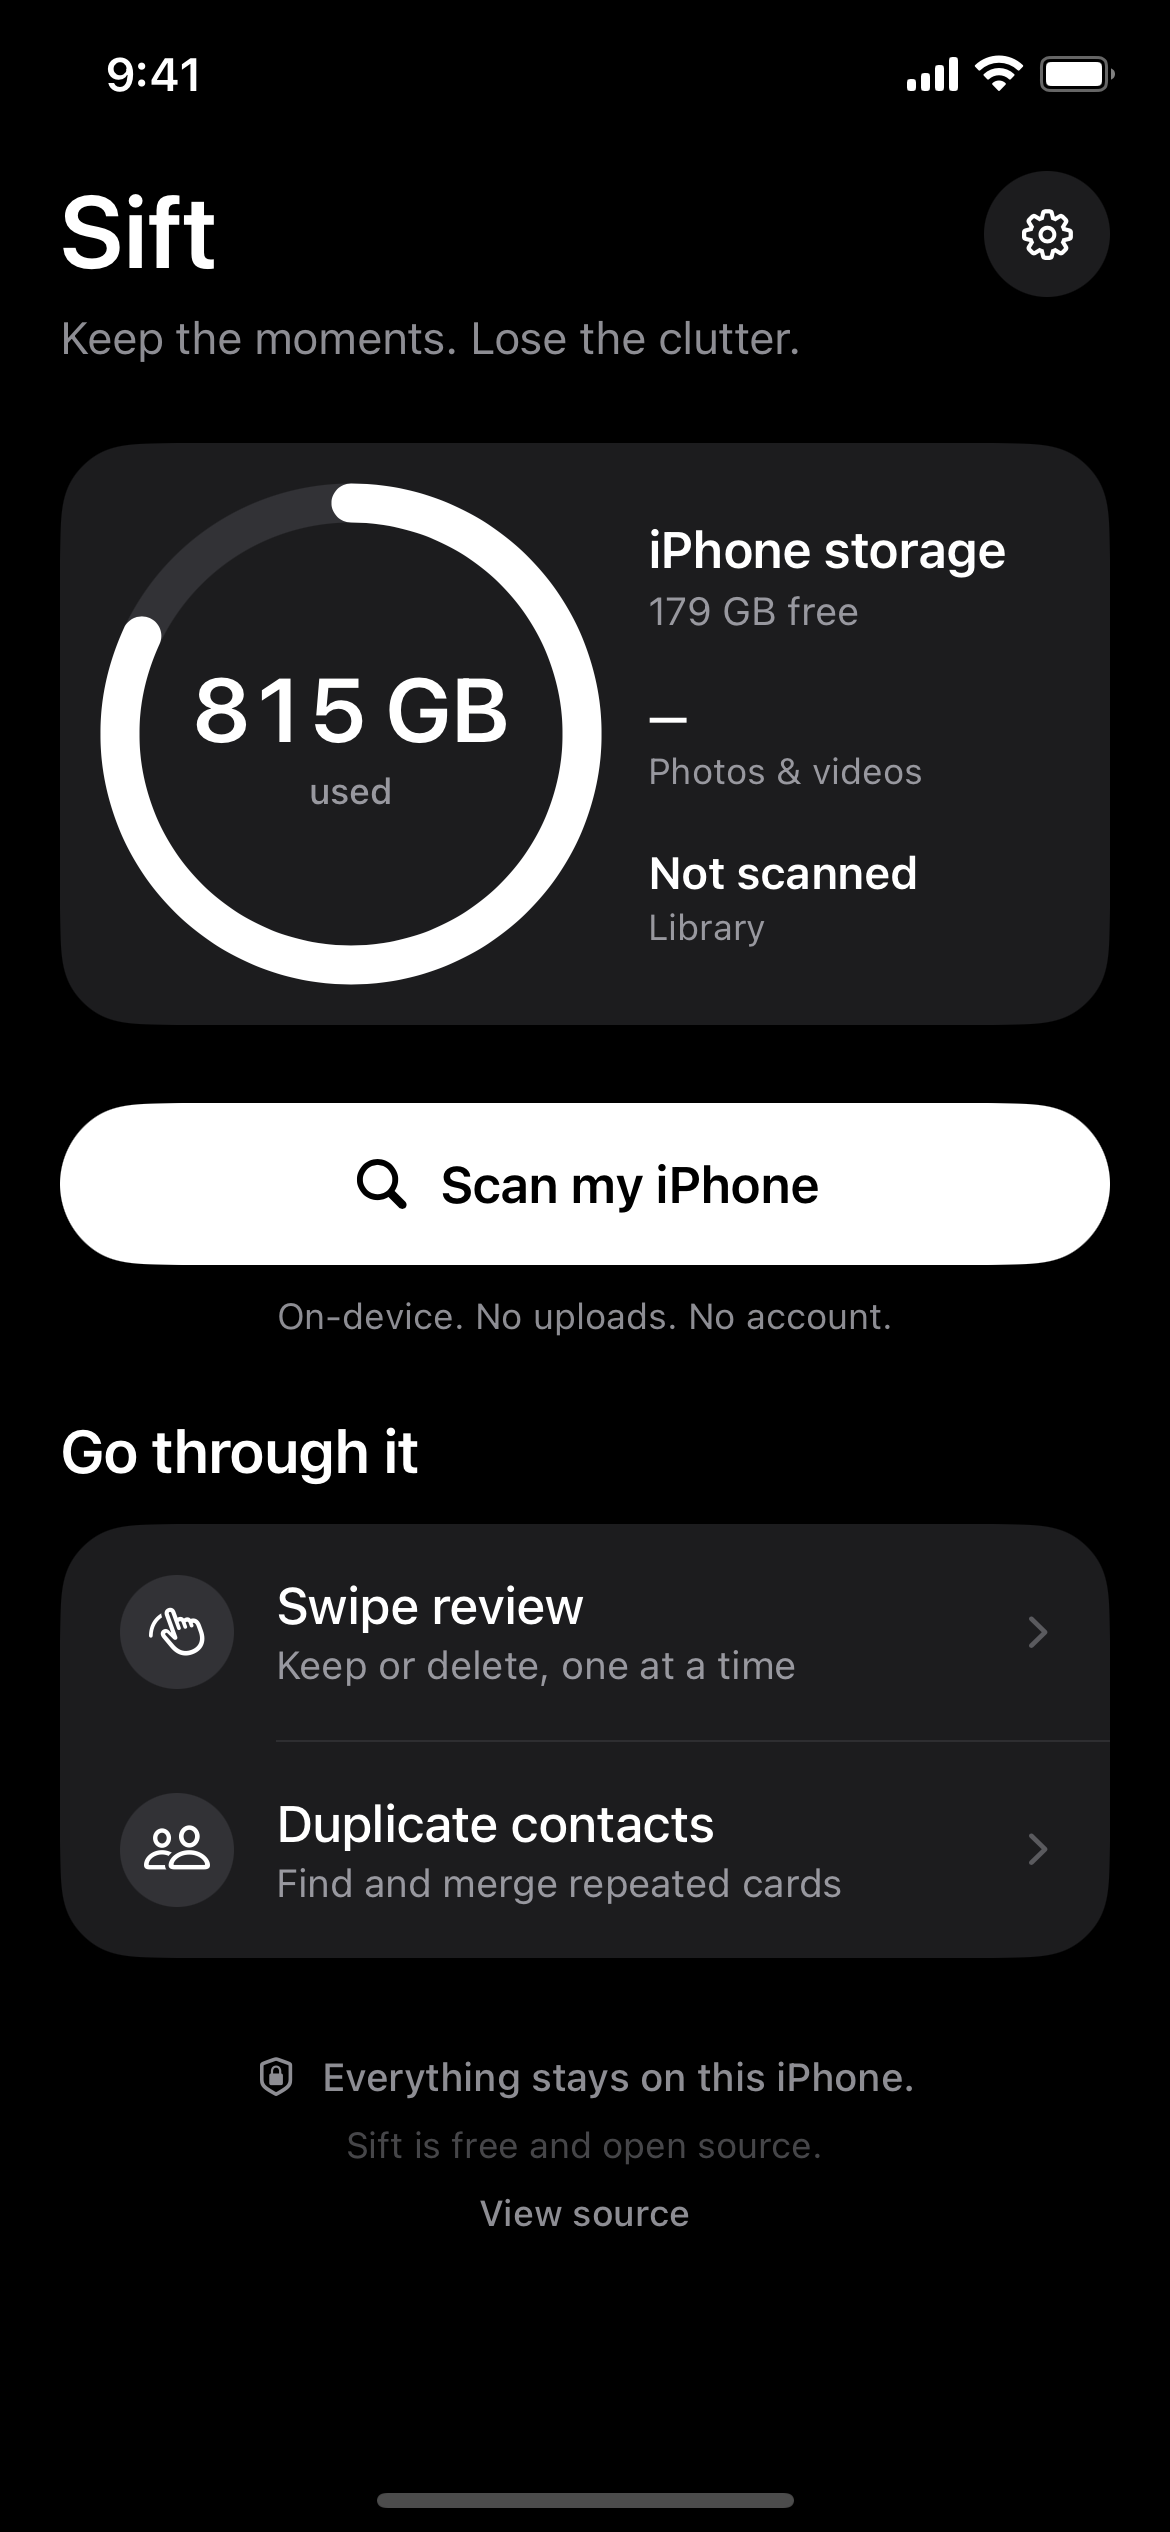 9:41
Sift
Keep the moments. Lose the clutter.
815 GB
used
iPhone storage
179 GB free
—
Photos & videos
Not scanned
Library
Scan my iPhone
On-device. No uploads. No account.
Go through it
Swipe review
Keep or delete, one at a time
Duplicate contacts
Find and merge repeated cards
Everything stays on this iPhone.
Sift is free and open source.
View source